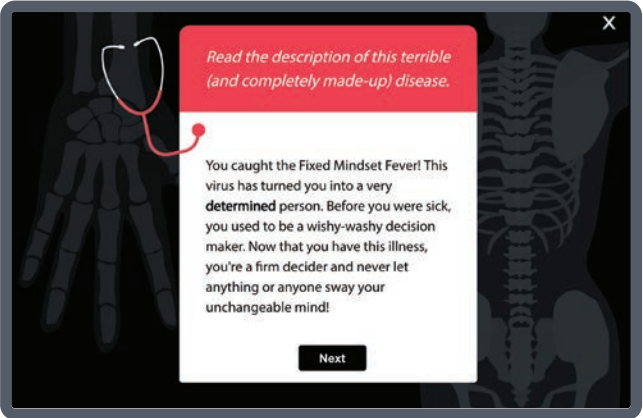 X
Read the description of this terrible
(and completely made-up) disease.
You caught the Fixed Mindset Fever! This
virus has turned you into a very
determined person. Before you were sick,
you used to be a wishy-washy decision
maker. Now that you have this illness,
you're a firm decider and never let
anything or anyone sway your
unchangeable mind!
Next